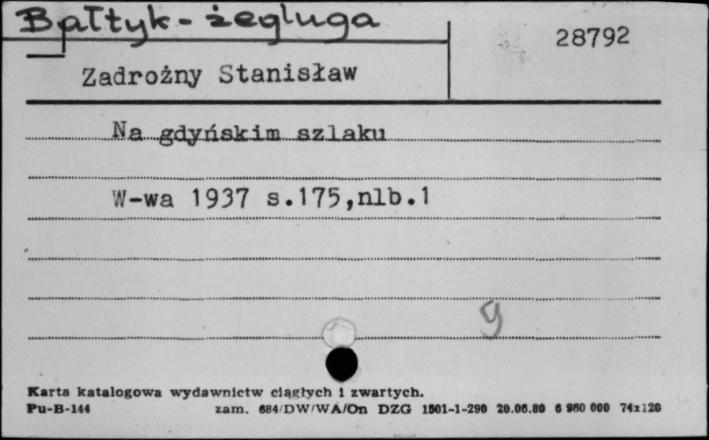 Bałtyk - żegluga
28792
Zadrożny Stanisław
Na gdyńskim szlaku
W-wa 1937 s.175,nlb.1
9
Karta katalogowa wydawnictw ciągłych i zwartych.
Pu-B-144 zam. 684/DW/WA/On DZG 1501-1-290 20.06.80 6 960 000 74x120